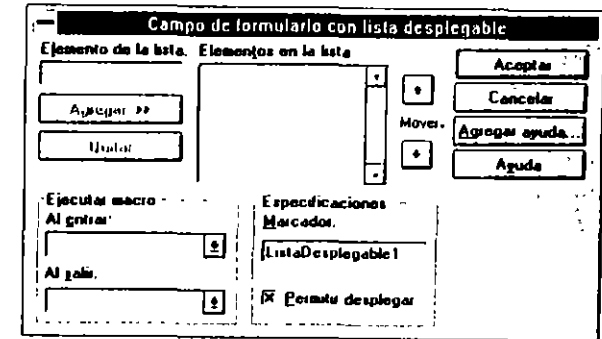 Campo de formulario con lista desplegable
Elemento de la lista. Elementos en la lista
Aceptar
Cancelar
Agregar >>
Mover.
Agregar ayuda...
Quitar
Ayuda
Ejecutar macro
Especificaciones
Al entrar:
Marcador.
ListaDesplegable1
Al salir.
Permitir desplegar